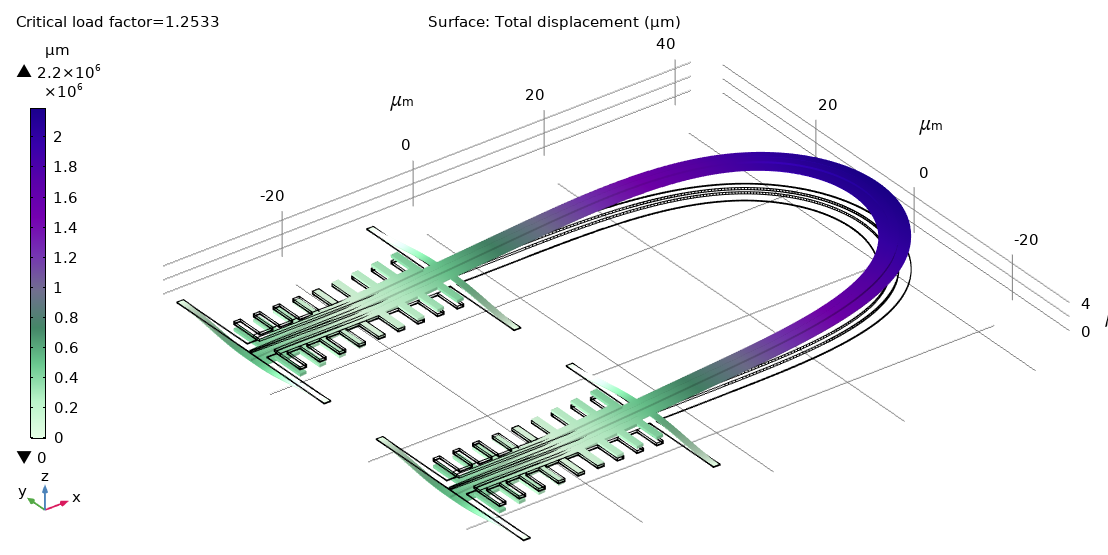 Critical load factor=1.2533
Surface: Total displacement (µm)
µm
▲ 2.2×10⁶
×10⁶
2
1.8
1.6
1.4
1.2
1
0.8
0.6
0.4
0.2
0
▼ 0
40
20
µm
0
-20
20
µm
0
-20
4
0
z
y
x